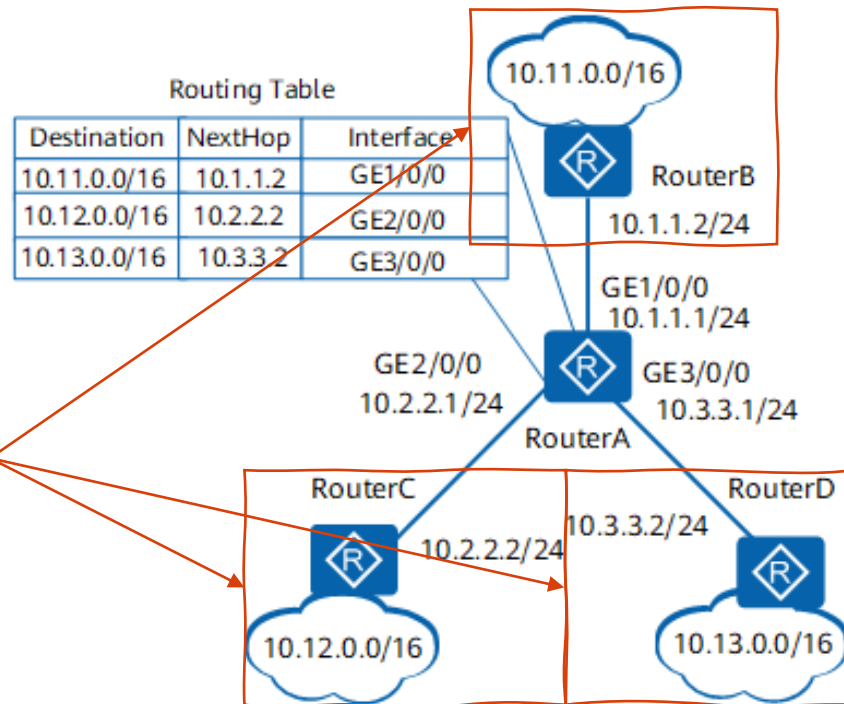 10.11.0.0/16
Routing Table
Destination NextHop Interface
10.11.0.0/16 10.1.1.2 GE1/0/0
10.12.0.0/16 10.2.2.2 GE2/0/0
10.13.0.0/16 10.3.3.2 GE3/0/0
R
RouterB
10.1.1.2/24
GE1/0/0
10.1.1.1/24
GE2/0/0
10.2.2.1/24
R
GE3/0/0
10.3.3.1/24
RouterA
RouterC
RouterD
10.2.2.2/24
10.3.3.2/24
R
R
10.12.0.0/16
10.13.0.0/16